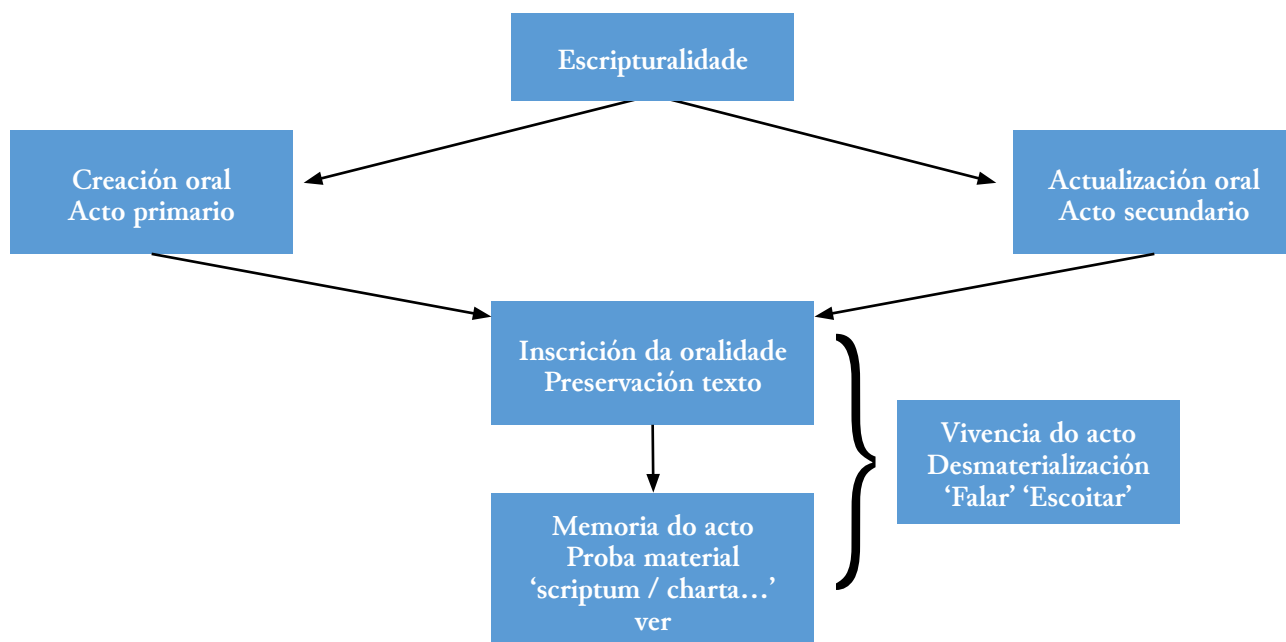 Escripturalidade
Creación oral
Acto primario
Actualización oral
Acto secundario
Inscrición da oralidade
Preservación texto
Vivencia do acto
Desmaterialización
‘Falar’ ‘Escoitar’
Memoria do acto
Proba material
‘scriptum / charta…’
ver